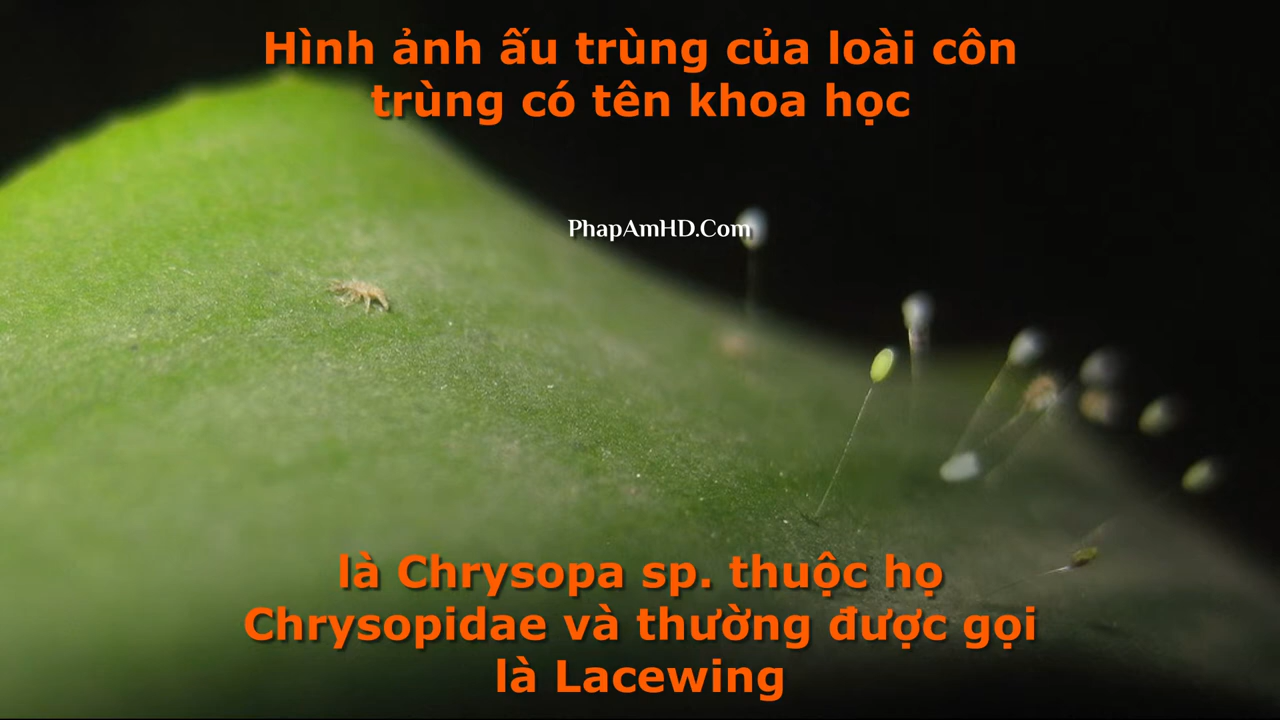 Hình ảnh ấu trùng của loài côn
trùng có tên khoa học
PhapAmHD.Com
là Chrysopa sp. thuộc họ
Chrysopidae và thường được gọi
là Lacewing